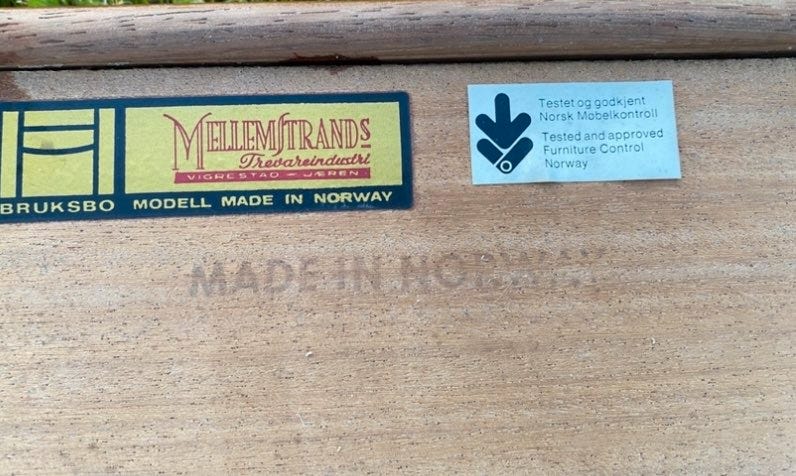 MELLEMSTRANDS
Trevareindustri
VIGRESTAD – JÆREN
BRUKSBO MODELL MADE IN NORWAY
Testet og godkjent
Norsk Møbelkontroll
Tested and approved
Furniture Control
Norway
MADE IN NORWAY